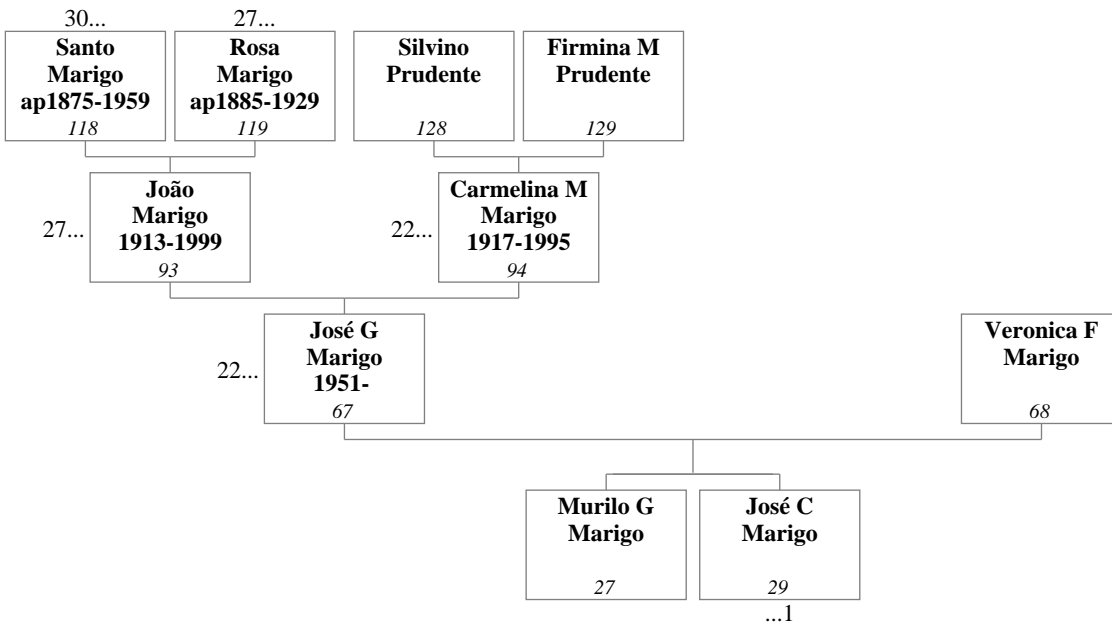 30...
27...
Santo
Marigo
ap1875-1959
118
Rosa
Marigo
ap1885-1929
119
Silvino
Prudente
128
Firmina M
Prudente
129
27...
João
Marigo
1913-1999
93
22...
Carmelina M
Marigo
1917-1995
94
22...
José G
Marigo
1951-
67
Veronica F
Marigo
68
Murilo G
Marigo
27
José C
Marigo
29
...1